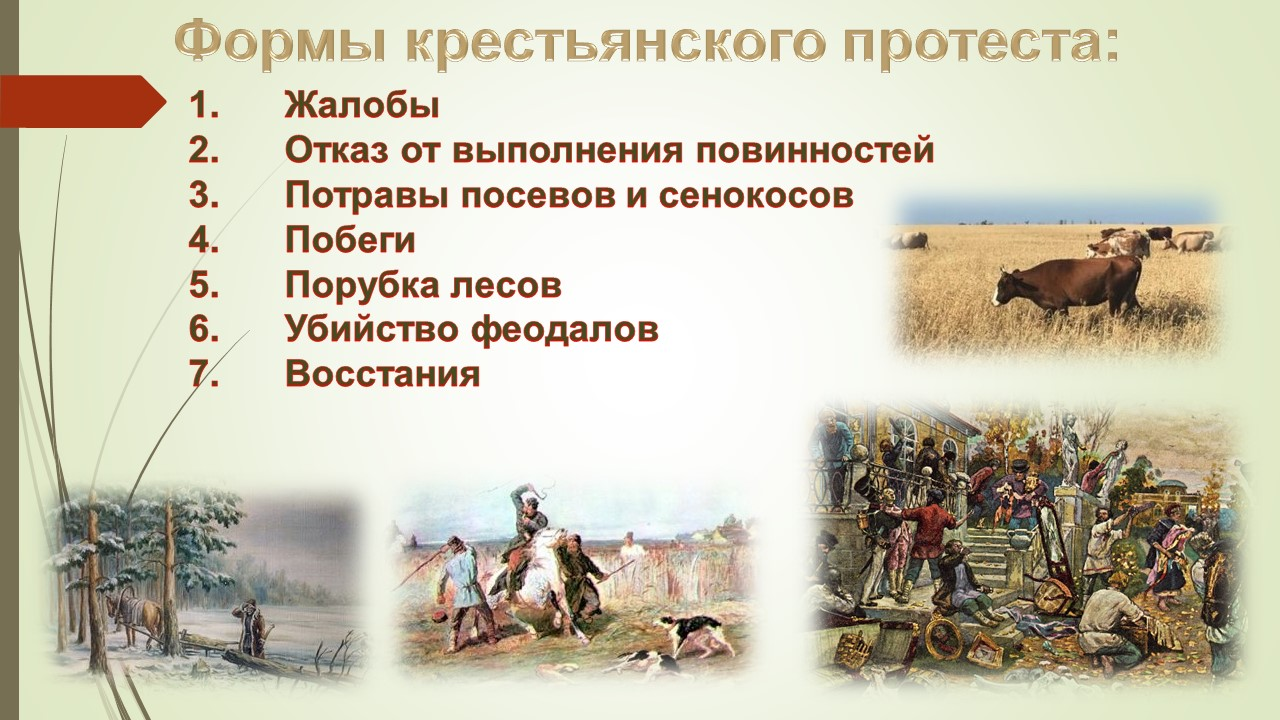 Формы крестьянского протеста:
1. Жалобы
2. Отказ от выполнения повинностей
3. Потравы посевов и сенокосов
4. Побеги
5. Порубка лесов
6. Убийство феодалов
7. Восстания